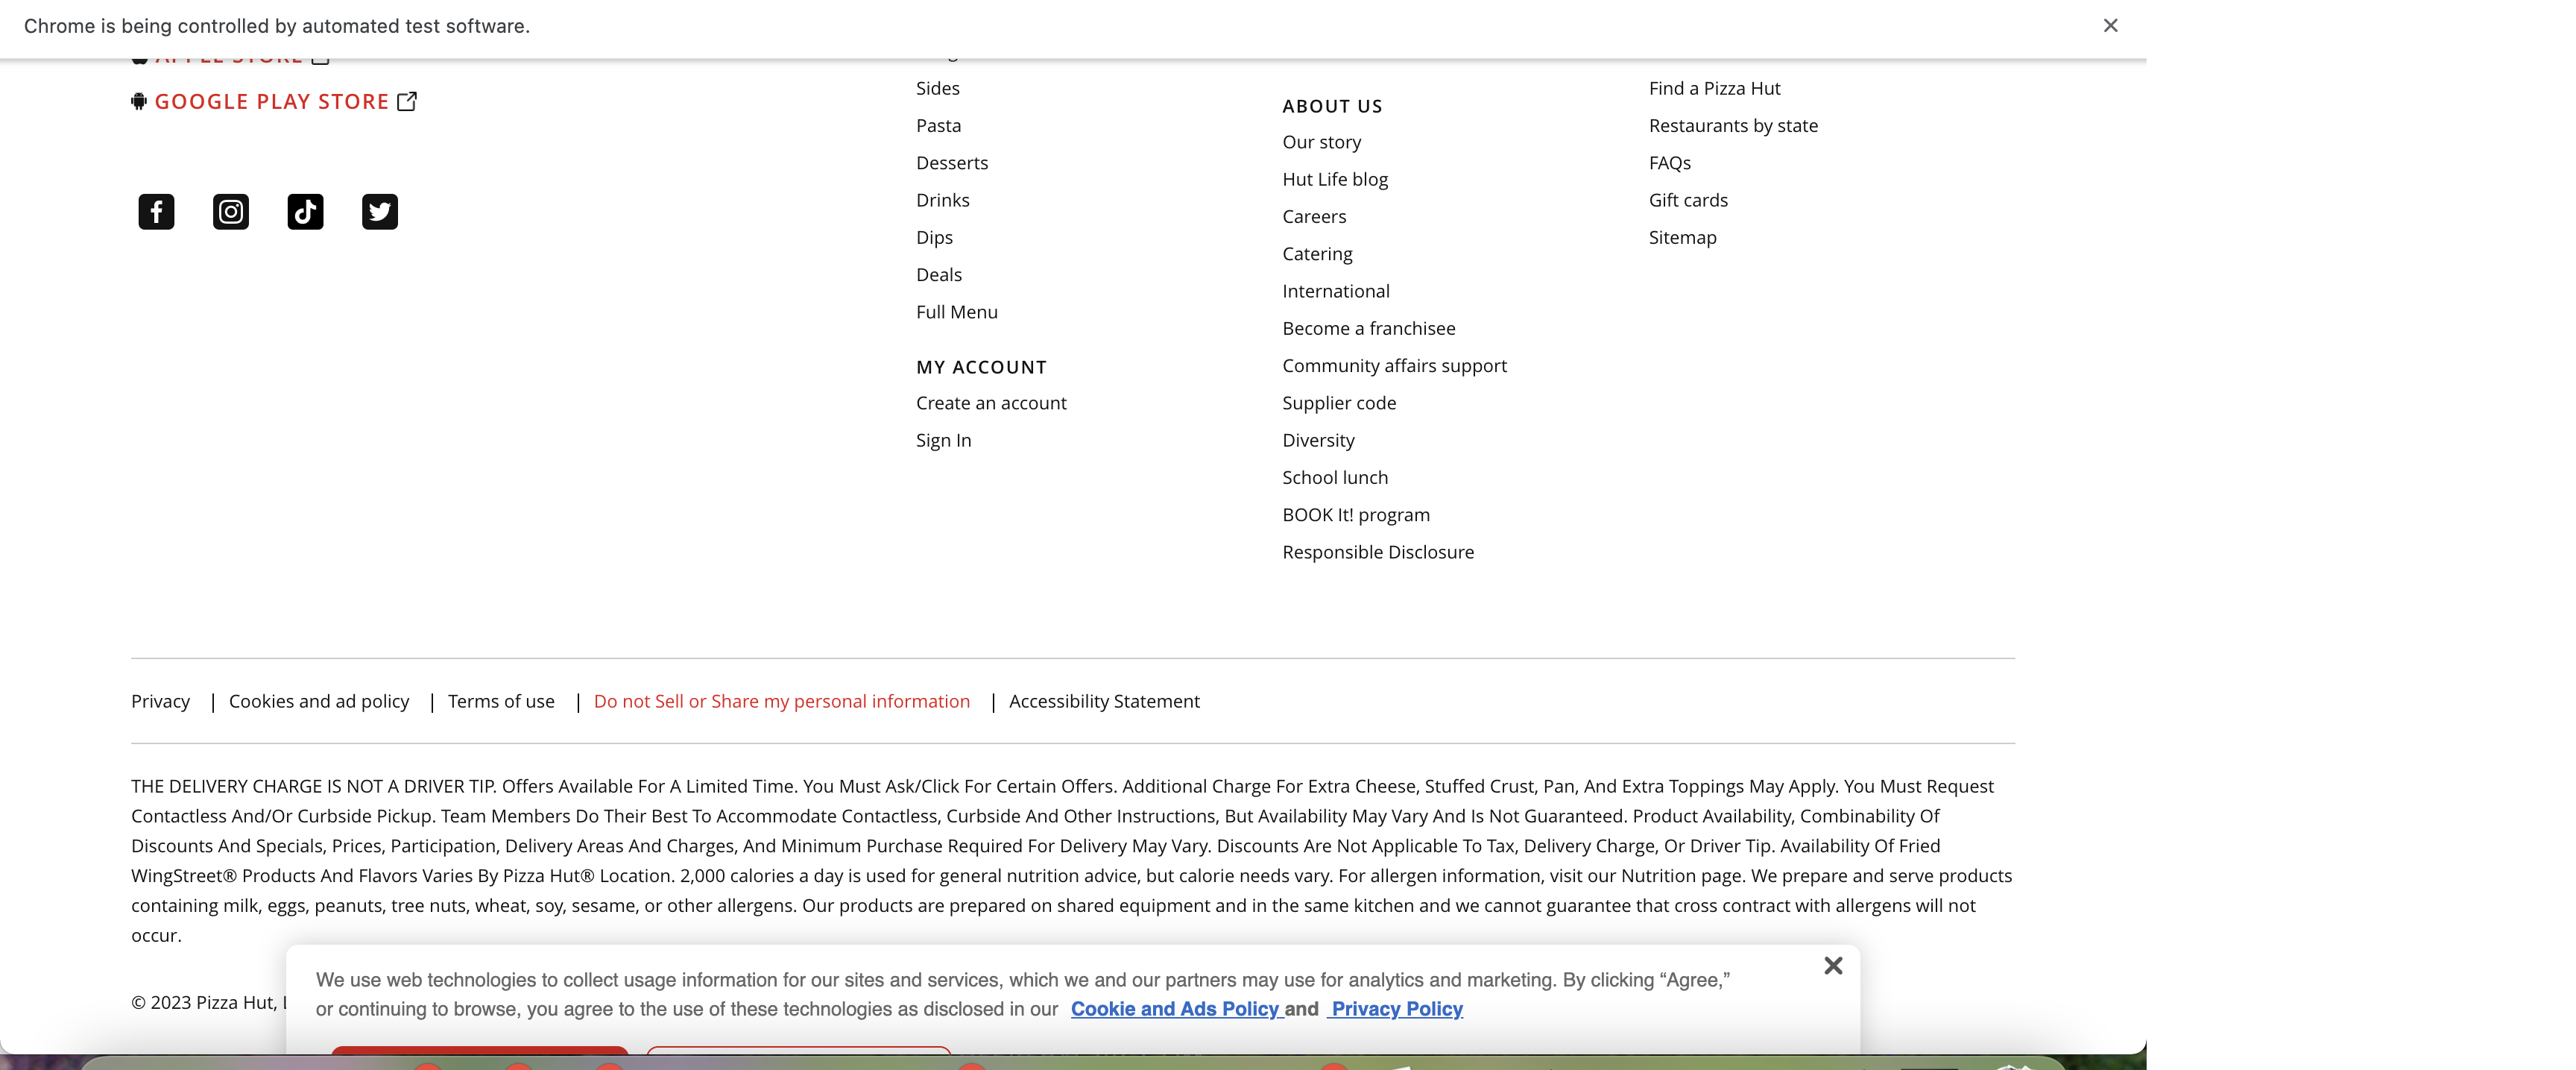 Chrome is being controlled by automated test software.
APPLE STORE
GOOGLE PLAY STORE
Sides
Pasta
Desserts
Drinks
Dips
Deals
Full Menu
MY ACCOUNT
Create an account
Sign In
ABOUT US
Our story
Hut Life blog
Careers
Catering
International
Become a franchisee
Community affairs support
Supplier code
Diversity
School lunch
BOOK It! program
Responsible Disclosure
Find a Pizza Hut
Restaurants by state
FAQs
Gift cards
Sitemap
Privacy | Cookies and ad policy | Terms of use | Do not Sell or Share my personal information | Accessibility Statement
THE DELIVERY CHARGE IS NOT A DRIVER TIP. Offers Available For A Limited Time. You Must Ask/Click For Certain Offers. Additional Charge For Extra Cheese, Stuffed Crust, Pan, And Extra Toppings May Apply. You Must Request
Contactless And/Or Curbside Pickup. Team Members Do Their Best To Accommodate Contactless, Curbside And Other Instructions, But Availability May Vary And Is Not Guaranteed. Product Availability, Combinability Of
Discounts And Specials, Prices, Participation, Delivery Areas And Charges, And Minimum Purchase Required For Delivery May Vary. Discounts Are Not Applicable To Tax, Delivery Charge, Or Driver Tip. Availability Of Fried
WingStreet® Products And Flavors Varies By Pizza Hut® Location. 2,000 calories a day is used for general nutrition advice, but calorie needs vary. For allergen information, visit our Nutrition page. We prepare and serve products
containing milk, eggs, peanuts, tree nuts, wheat, soy, sesame, or other allergens. Our products are prepared on shared equipment and in the same kitchen and we cannot guarantee that cross contract with allergens will not
occur.
© 2023 Pizza Hut,
We use web technologies to collect usage information for our sites and services, which we and our partners may use for analytics and marketing. By clicking “Agree,”
or continuing to browse, you agree to the use of these technologies as disclosed in our Cookie and Ads Policy and Privacy Policy